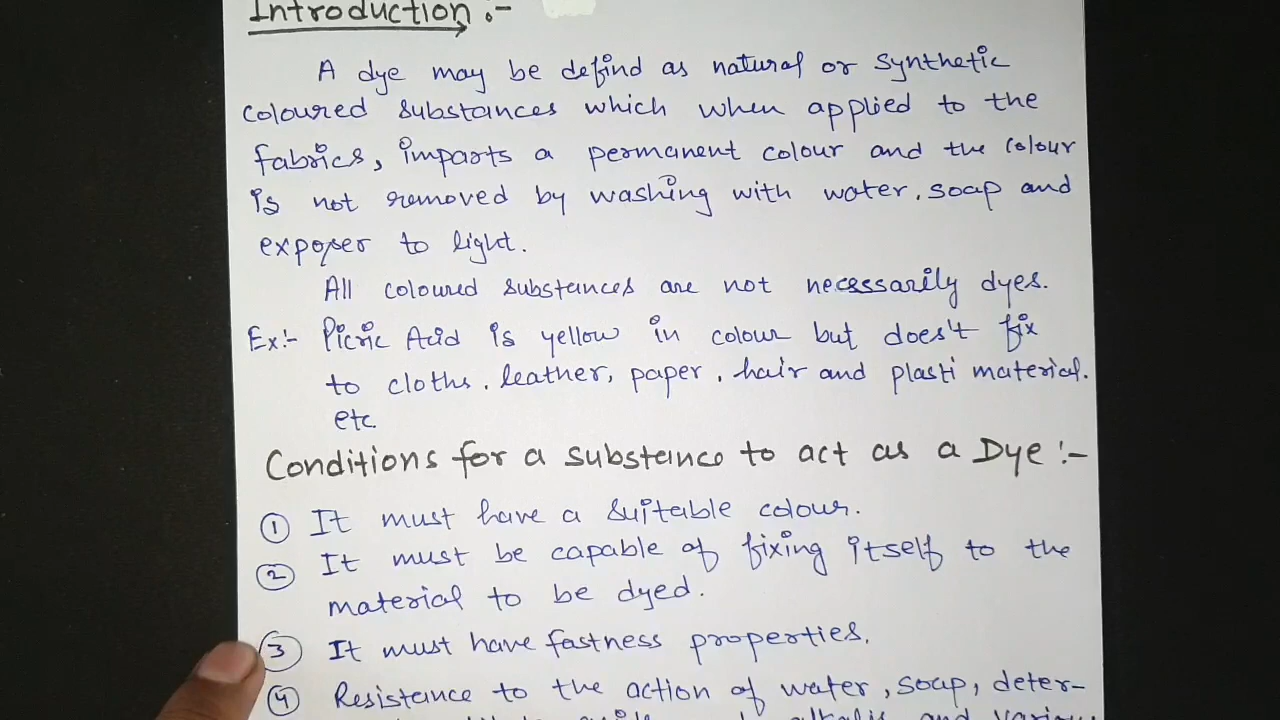 Introduction :-
A dye may be defind as natural or synthetic
coloured substances which when applied to the
fabrics, imparts a permanent colour and the colour
is not removed by washing with water, soap and
exposer to light.
All coloured substances are not necessarily dyes.
Ex:- Picric Acid is yellow in colour but does't fix
to cloths, leather, paper, hair and plasti material.
etc.
Conditions for a substance to act as a Dye :-
① It must have a suitable colour.
② It must be capable of fixing itself to the
material to be dyed.
③ It must have fastness properties.
④ Resistance to the action of water, soap, deter-
and various